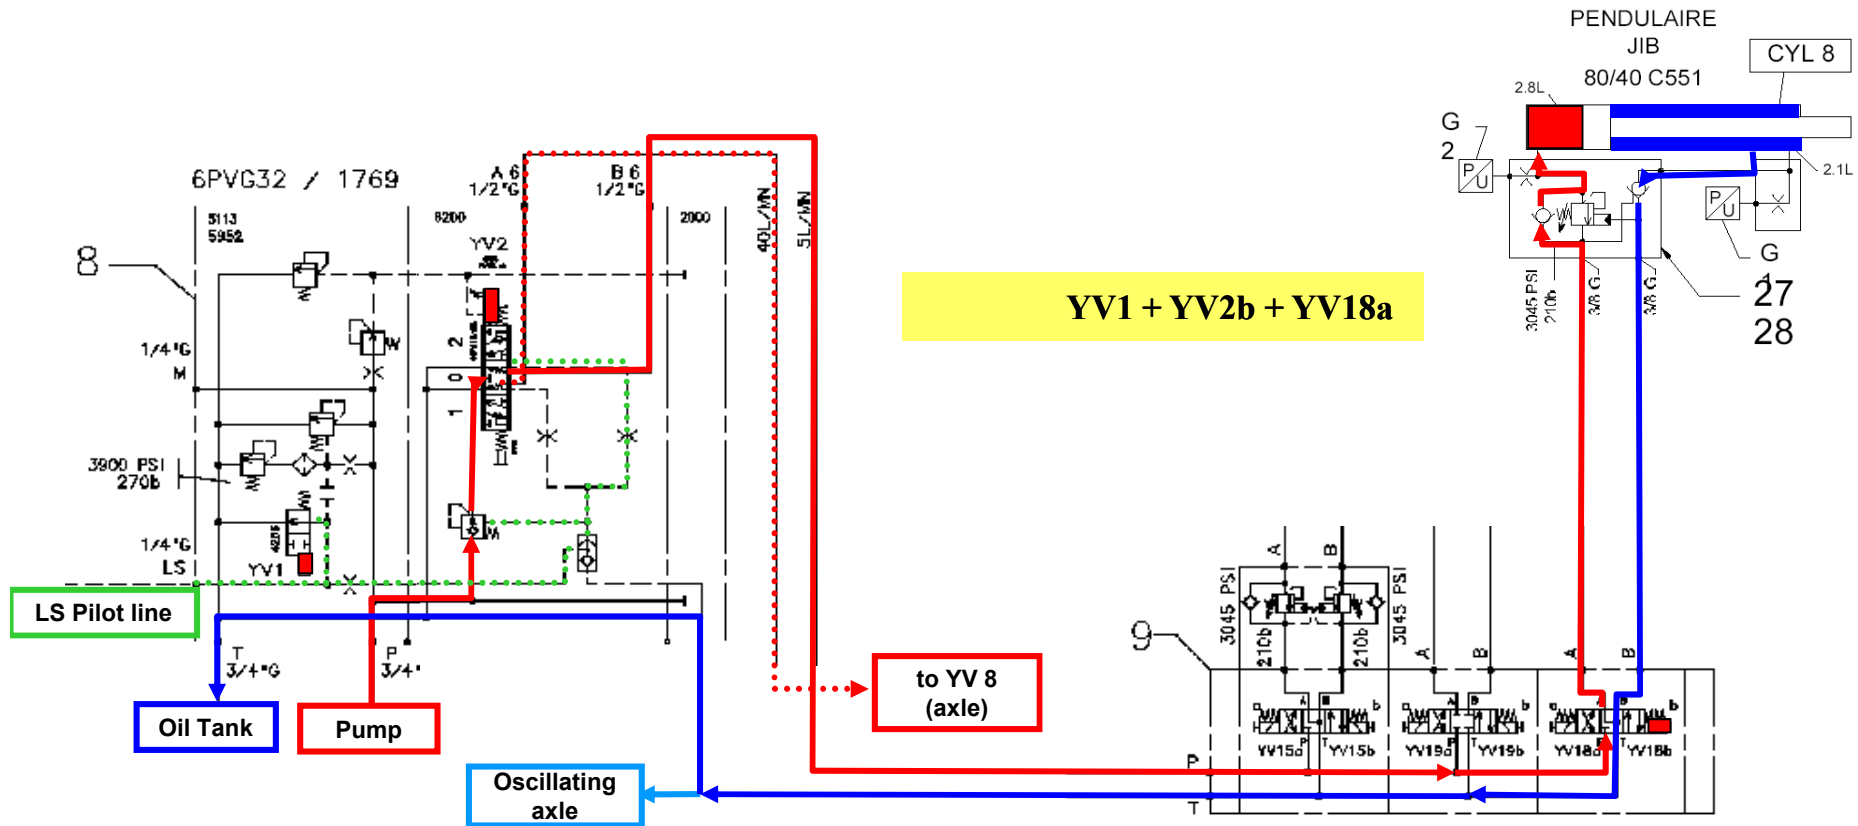 PENDULAIRE
JIB
80/40 C551
CYL 8
2.8L
G
2
P
U
2.1L
P
U
G
1
27
28
3045 PSI
210b
3/8 G
3/8 G
6PVG32 / 1769
A 6
1/2"G
B 6
1/2"G
5113
5952
6200
2000
YV2
40L/MN
5L/MN
8
YV1 + YV2b + YV18a
2
0
1
1/4"G
M
3900 PSI
270b
1/4"G
LS
YV1
LS Pilot line
T
3/4"G
P
3/4"
Oil Tank
Pump
to YV 8
(axle)
Oscillating
axle
9
A
B
A
B
A
B
3045 PSI
210b
210b
3045 PSI
a
A
B
b
a
A
B
b
a
b
YV15a
P
T
YV15b
YV19a
P
T
YV19b
YV18a
P
T
YV18b
P
T